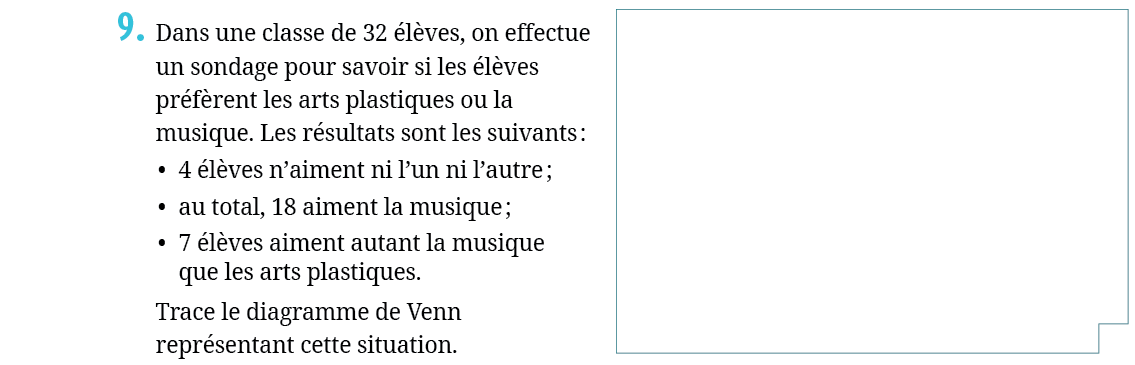 9. Dans une classe de 32 élèves, on effectue
un sondage pour savoir si les élèves
préfèrent les arts plastiques ou la
musique. Les résultats sont les suivants :
• 4 élèves n’aiment ni l’un ni l’autre ;
• au total, 18 aiment la musique ;
• 7 élèves aiment autant la musique
que les arts plastiques.
Trace le diagramme de Venn
représentant cette situation.